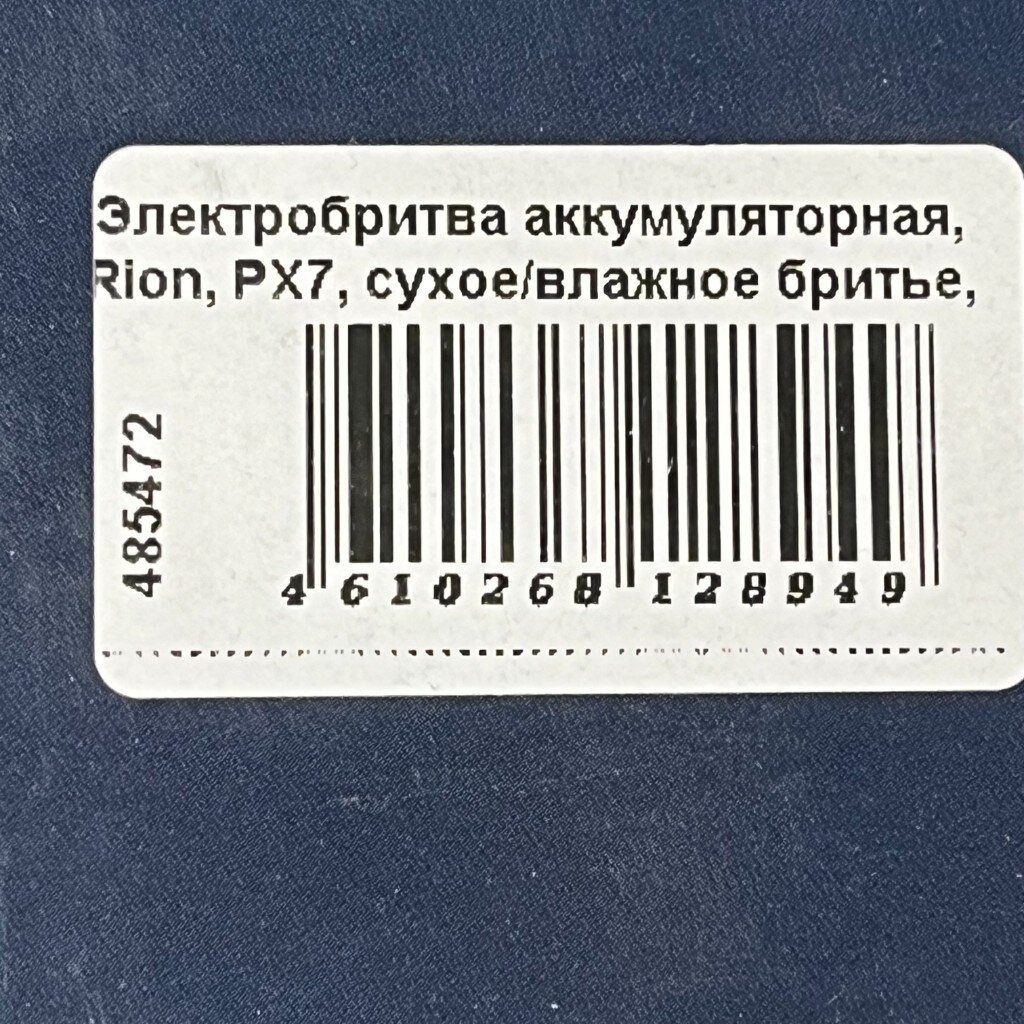 Электробритва аккумуляторная,
Rion, PX7, сухое/влажное бритье,
485472
4 610268 128949